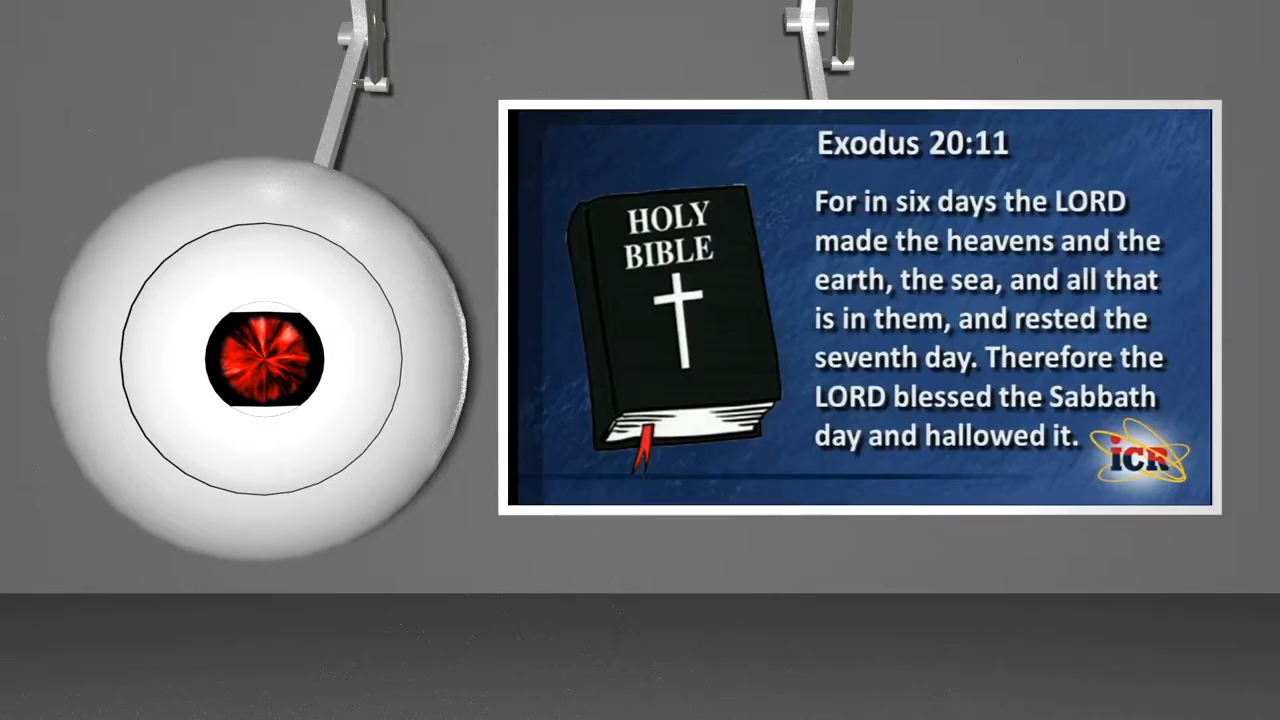 Exodus 20:11
HOLY
BIBLE
For in six days the LORD
made the heavens and the
earth, the sea, and all that
is in them, and rested the
seventh day. Therefore the
LORD blessed the Sabbath
day and hallowed it.
iCR